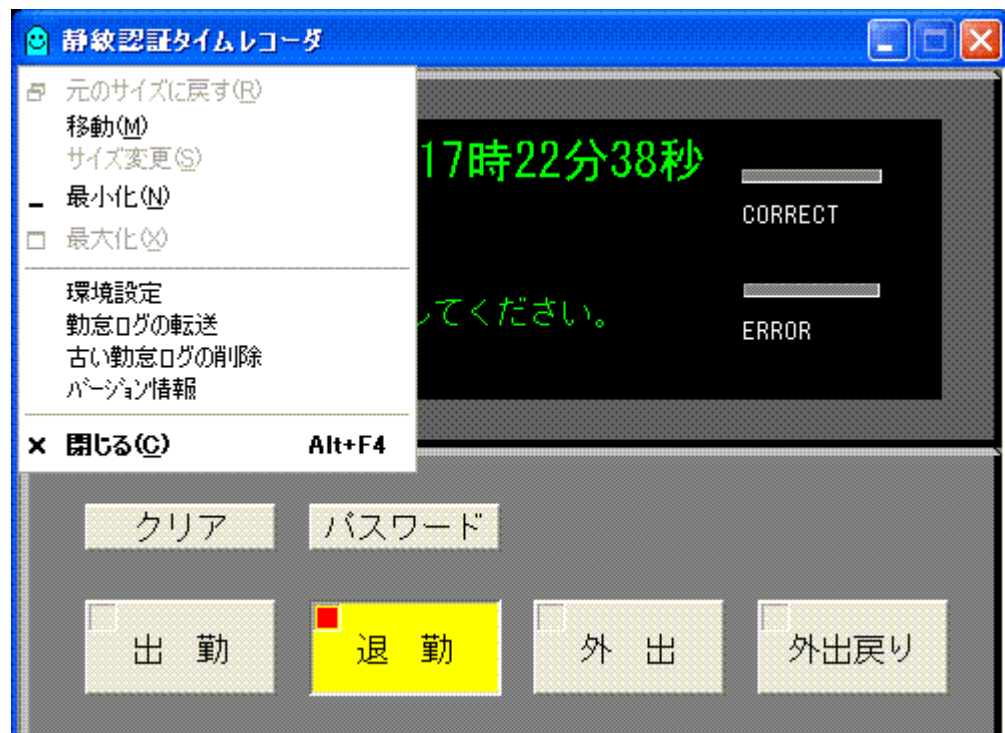 静紋認証タイムレコーダ
元のサイズに戻す(R)
移動(M)
サイズ変更(S)
最小化(N)
最大化(X)
環境設定
勤怠ログの転送
古い勤怠ログの削除
バージョン情報
閉じる(C) Alt+F4
17時22分38秒
CORRECT
してください。
ERROR
クリア パスワード
出 勤 退 勤 外 出 外出戻り